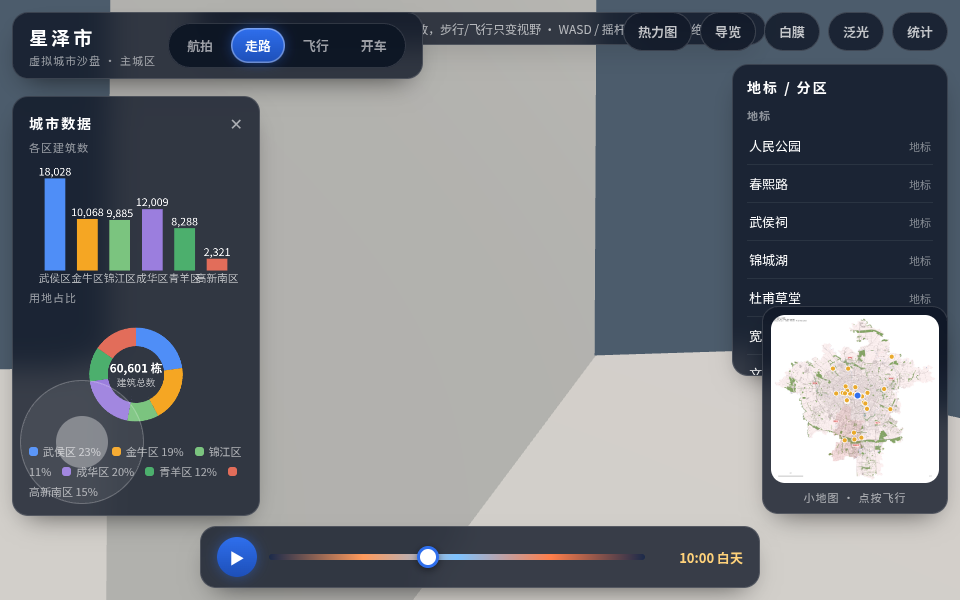 星泽市
虚拟城市沙盘 · 主城区
航拍
走路
飞行
开车
步行/飞行只变视野 · WASD / 摇杆
热力图
导览
白膜
泛光
统计
城市数据
×
各区建筑数
18,028
10,068
9,885
12,009
8,288
2,321
武侯区
金牛区
锦江区
成华区
青羊区
高新南区
用地占比
60,601 栋
建筑总数
武侯区 23% 金牛区 19% 锦江区
11% 成华区 20% 青羊区 12%
高新南区 15%
地标 / 分区
地标
人民公园 地标
春熙路 地标
武侯祠 地标
锦城湖 地标
杜甫草堂 地标
宽
小地图 · 点按飞行
10:00 白天